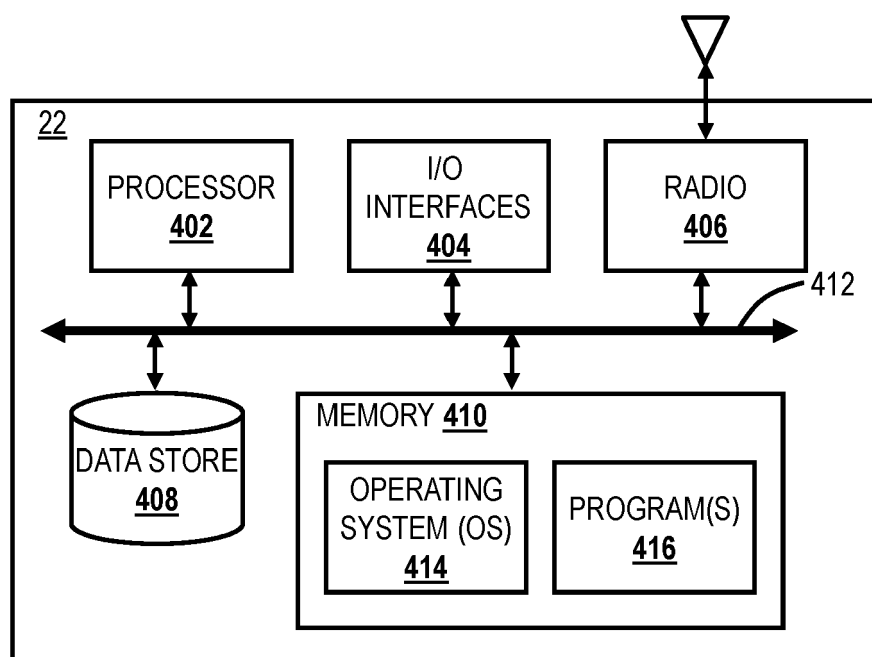 22
PROCESSOR
402
I/O
INTERFACES
404
RADIO
406
412
DATA STORE
408
MEMORY 410
OPERATING
SYSTEM (OS)
414
PROGRAM(S)
416